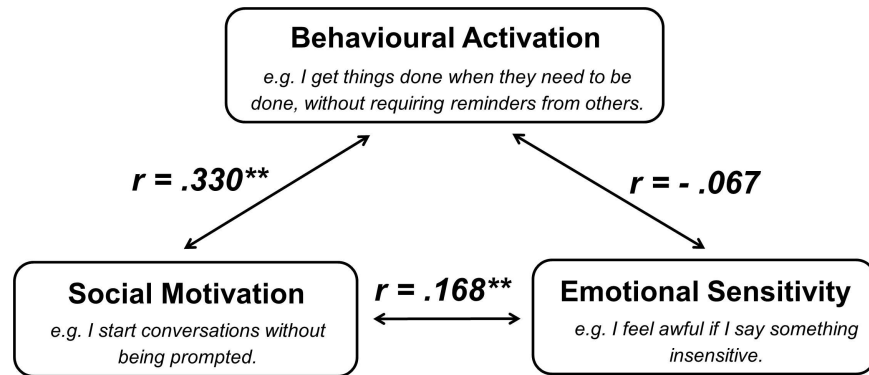 Behavioural Activation
e.g. I get things done when they need to be
done, without requiring reminders from others.
r = .330**
r = - .067
Social Motivation
e.g. I start conversations without
being prompted.
r = .168**
Emotional Sensitivity
e.g. I feel awful if I say something
insensitive.